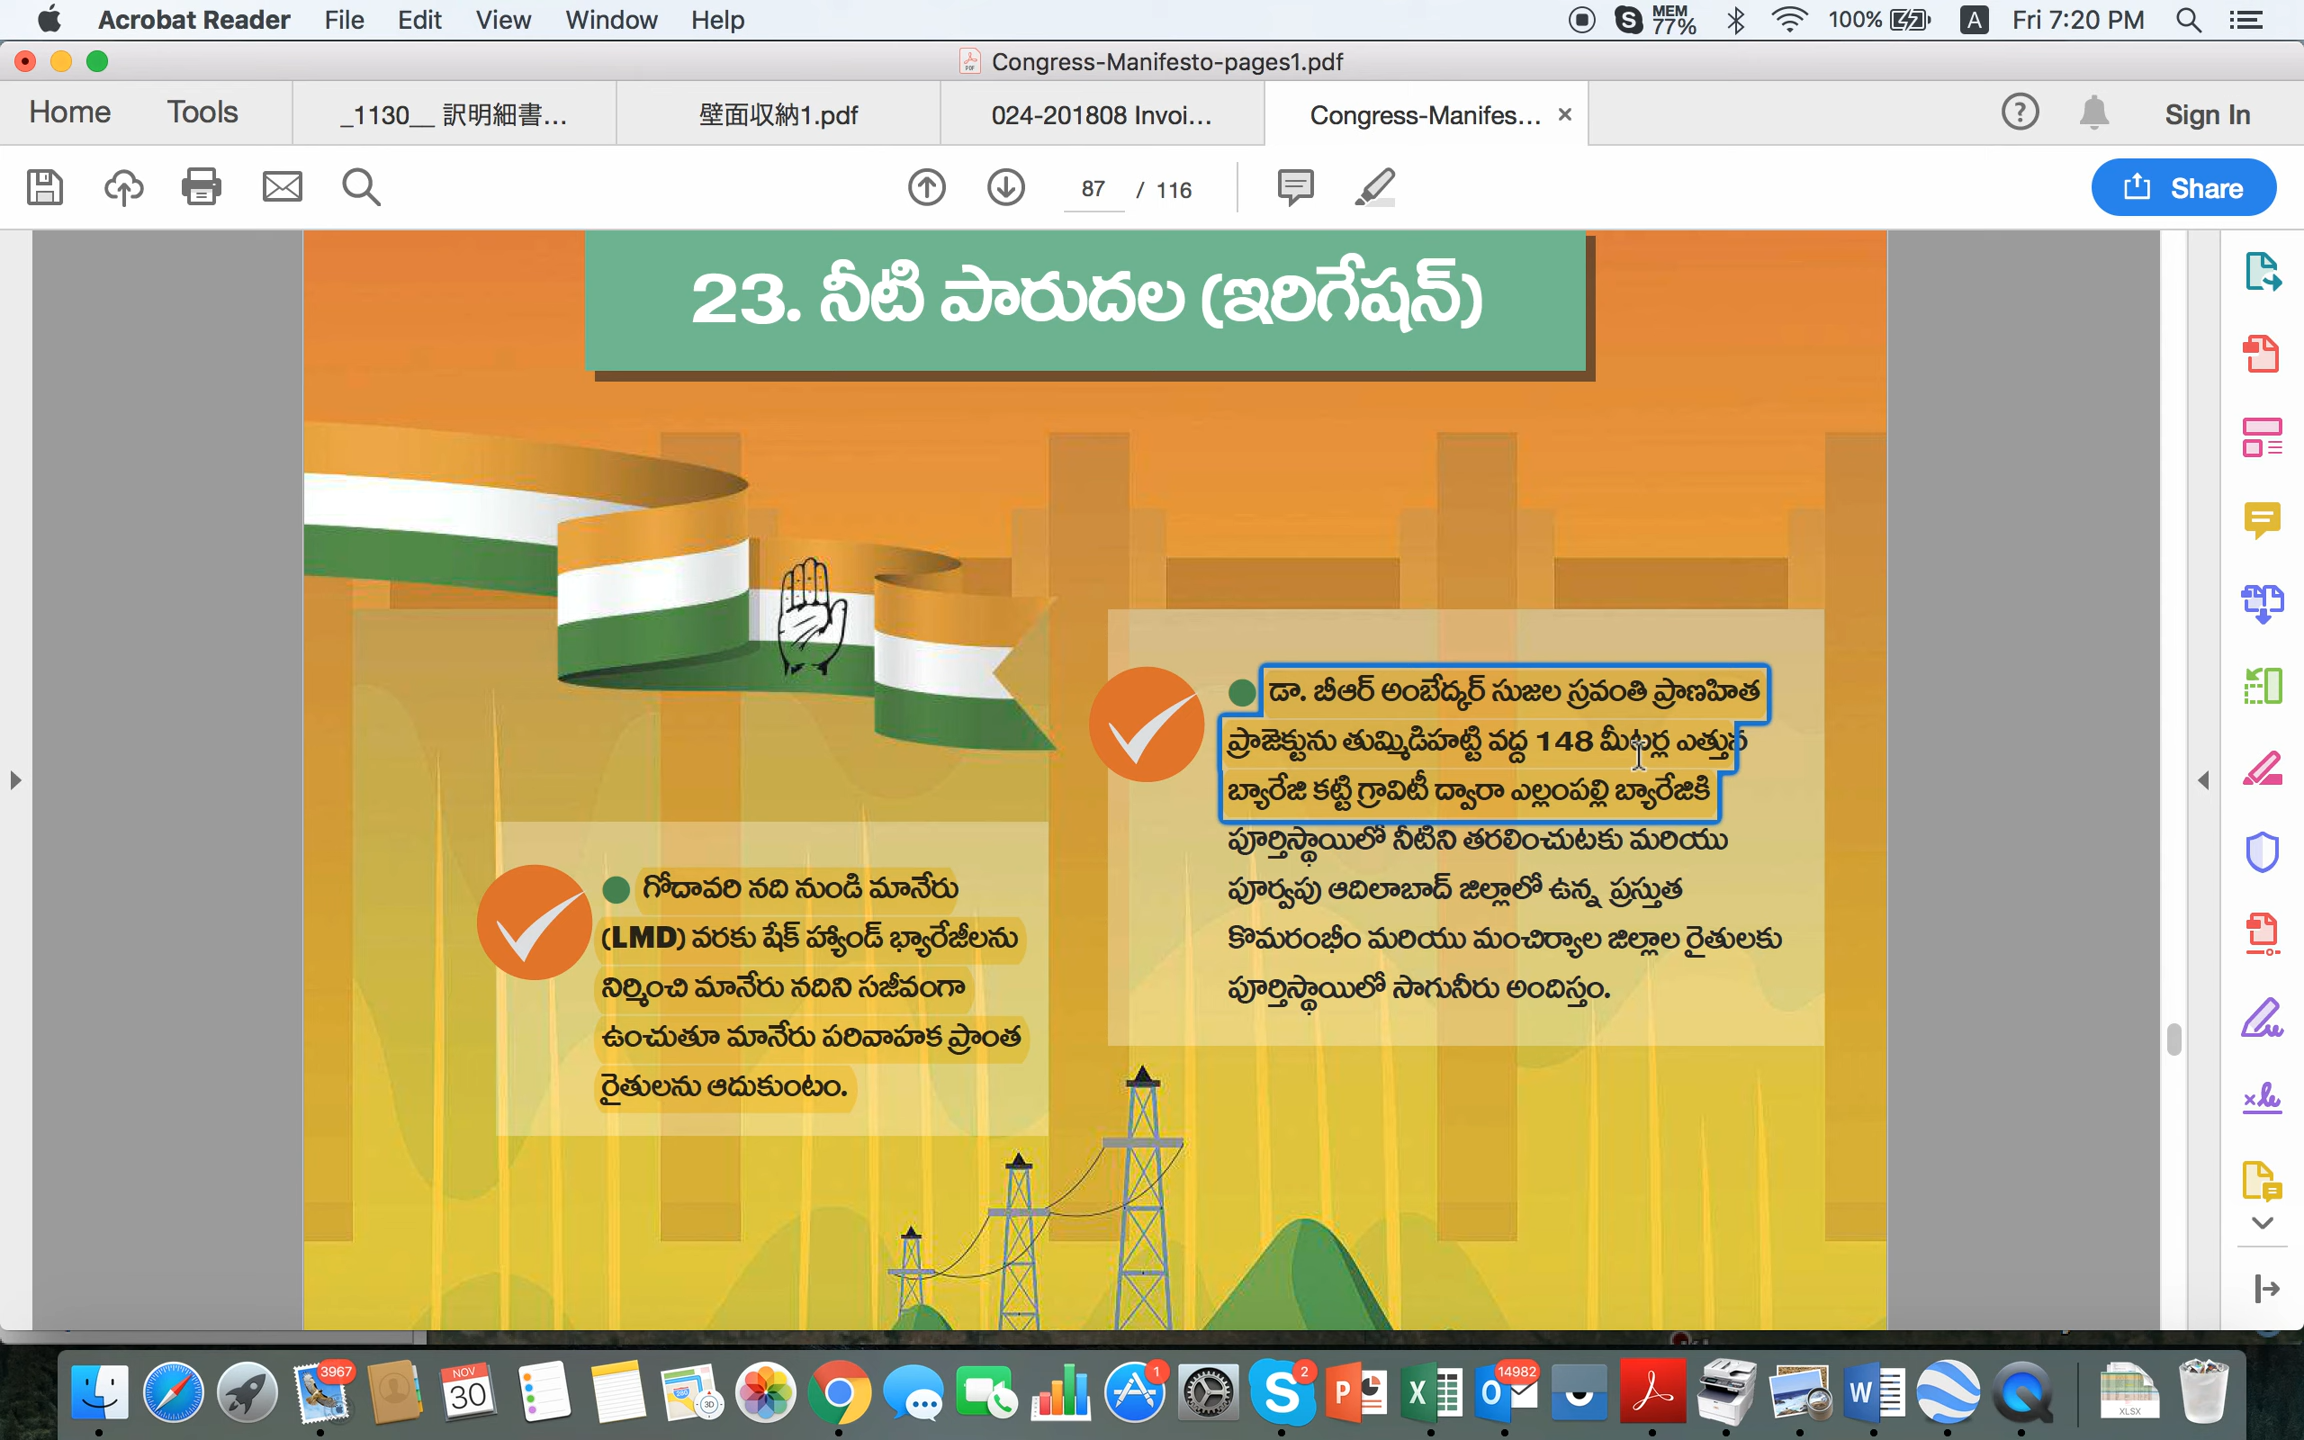 Acrobat Reader File Edit View Window Help MEM 77% 100% A Fri 7:20 PM
Congress-Manifesto-pages1.pdf
Home Tools _1130__ 訳明細書... 壁面収納1.pdf 024-201808 Invoi... Congress-Manifes... × ? Sign In
87 / 116 Share
23. నీటి పారుదల (ఇరిగేషన్)
గోదావరి నది నుండి మానేరు
(LMD) వరకు షేక్ హ్యాండ్ భ్యారేజీలను
నిర్మించి మానేరు నదిని సజీవంగా
ఉంచుతూ మానేరు పరివాహక ప్రాంత
రైతులను ఆదుకుంటం.
డా. బీఆర్ అంబేద్కర్ సుజల స్రవంతి ప్రాణహిత
ప్రాజెక్టును తుమ్మిడిహట్టి వద్ద 148 మీటర్ల ఎత్తున
బ్యారేజి కట్టి గ్రావిటీ ద్వారా ఎల్లంపల్లి బ్యారేజికి
పూర్తిస్థాయిలో నీటిని తరలించుటకు మరియు
పూర్వపు ఆదిలాబాద్ జిల్లాలో ఉన్న ప్రస్తుత
కొమరంభీం మరియు మంచిర్యాల జిల్లాల రైతులకు
పూర్తిస్థాయిలో సాగునీరు అందిస్తం.
3967 NOV 30 280 3D 1 S 2 P X O 14982 W XLSX